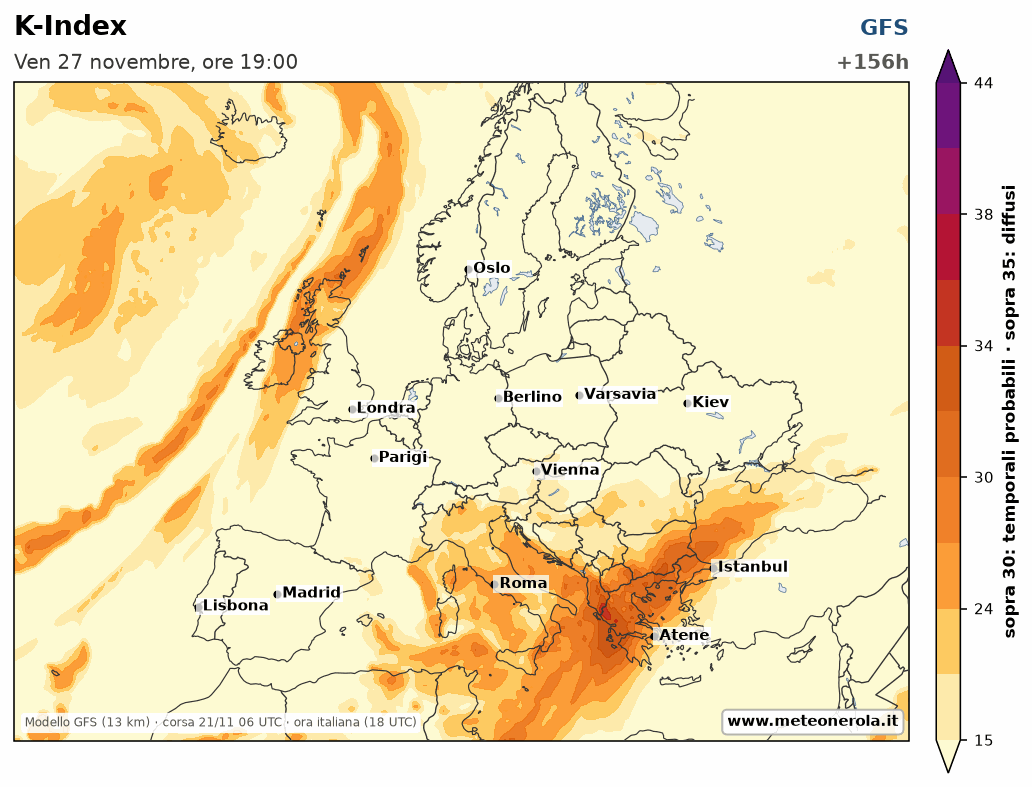 K-Index
GFS
Ven 27 novembre, ore 19:00
+156h
44
38
34
30
24
15
sopra 30: temporali probabili · sopra 35: diffusi
Oslo
Berlino
Varsavia
Kiev
Londra
Parigi
Vienna
Istanbul
Roma
Madrid
Lisbona
Atene
Modello GFS (13 km) · corsa 21/11 06 UTC · ora italiana (18 UTC)
www.meteonerola.it